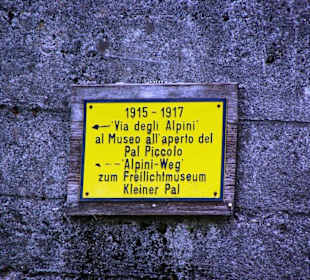 1915-1917
'Via degli Alpini'
al Museo all'aperto del
Pal Piccolo
'Alpini-Weg'
zum Freilichtmuseum
Kleiner Pal